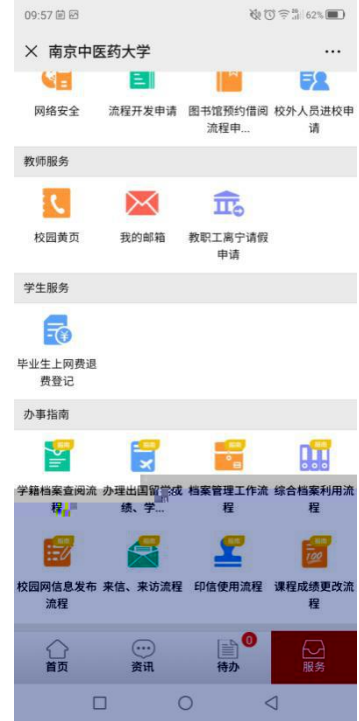 09:57 62%
南京中医药大学
网络安全 流程开发申请 图书馆预约借阅 校外人员进校申
流程申... 请
教师服务
校园黄页 我的邮箱 教职工离宁请假
申请
学生服务
毕业生上网费退
费登记
办事指南
指南 指南 指南 指南
学籍档案查阅流 办理出国留学成 档案管理工作流 综合档案利用流
程 绩、学... 程 程
指南 指南 指南 指南
100
校园网信息发布 来信、来访流程 印信使用流程 课程成绩更改流
流程 程
0
首页 资讯 待办 服务